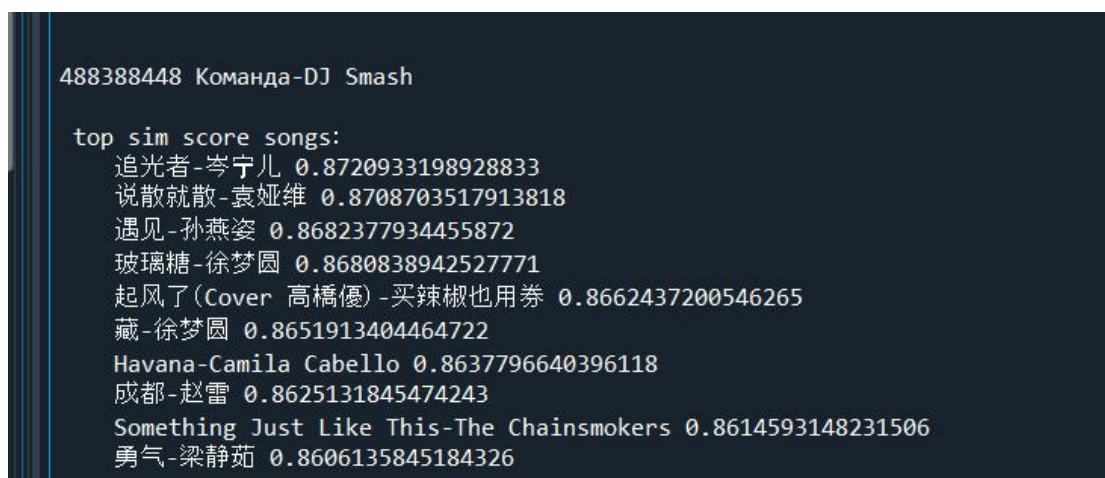 488388448 Команда-DJ Smash
top sim score songs:
追光者-岑宁儿 0.8720933198928833
说散就散-袁娅维 0.8708703517913818
遇见-孙燕姿 0.8682377934455872
玻璃糖-徐梦圆 0.8680838942527771
起风了(Cover 高橋優)-买辣椒也用券 0.8662437200546265
藏-徐梦圆 0.8651913404464722
Havana-Camila Cabello 0.8637796640396118
成都-赵雷 0.8625131845474243
Something Just Like This-The Chainsmokers 0.8614593148231506
勇气-梁静茹 0.8606135845184326